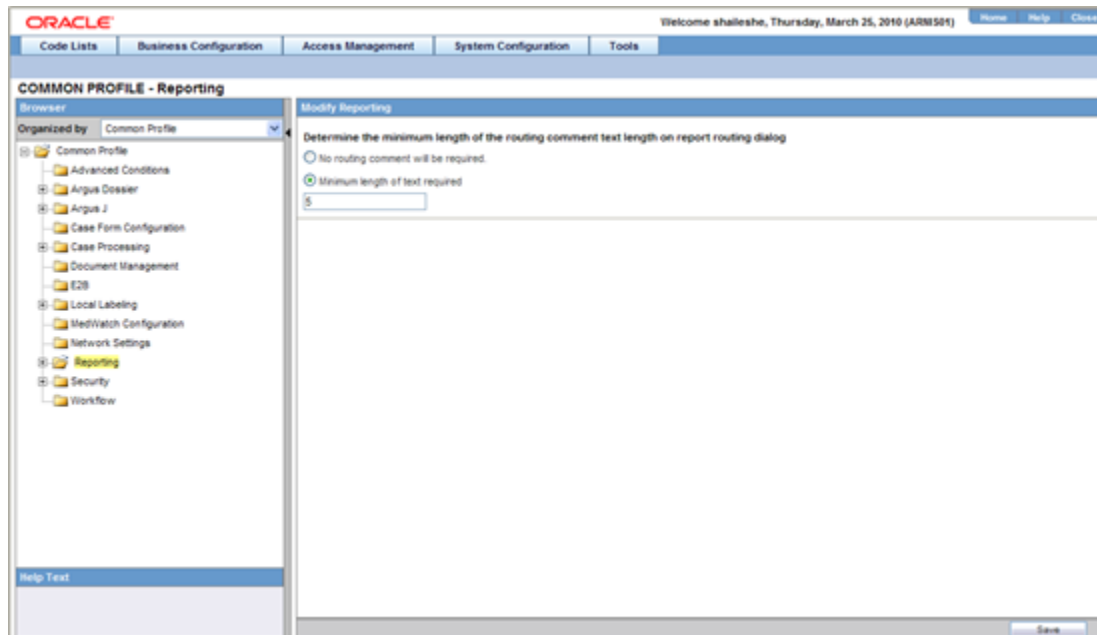 ORACLE
Welcome shaileshe, Thursday, March 25, 2010 (ARNIS01)
Home Help Close
Code Lists Business Configuration Access Management System Configuration Tools
COMMON PROFILE - Reporting
Browser
Organized by Common Profile
Common Profile
Advanced Conditions
Argus Dossier
Argus J
Case Form Configuration
Case Processing
Document Management
E2B
Local Labeling
MedWatch Configuration
Network Settings
Reporting
Security
Workflow
Help Text
Modify Reporting
Determine the minimum length of the routing comment text length on report routing dialog
No routing comment will be required.
Minimum length of text required
5
Save